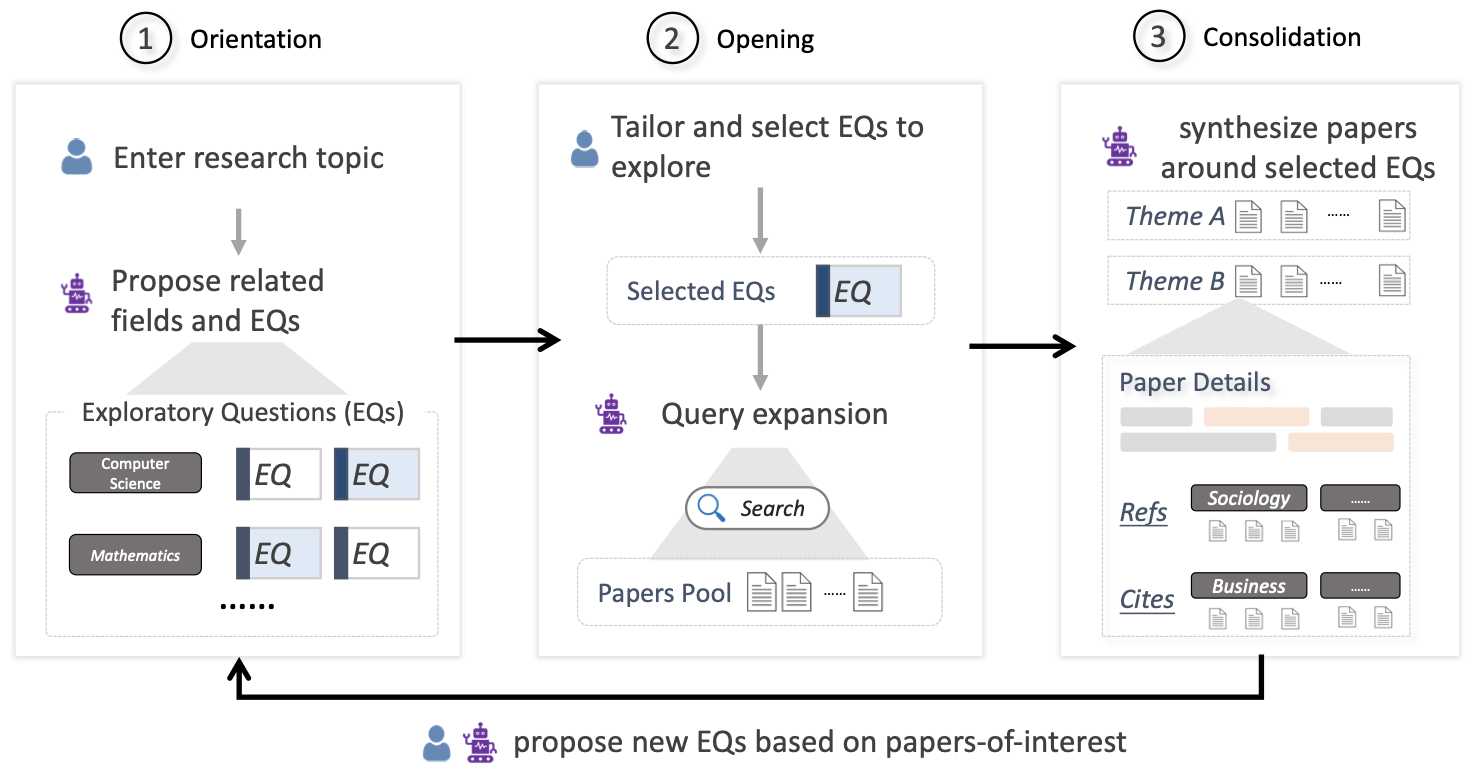 1 Orientation
Enter research topic
Propose related
fields and EQs
Exploratory Questions (EQs)
Computer
Science
EQ EQ
Mathematics EQ EQ
......
2 Opening
Tailor and select EQs to
explore
Selected EQs EQ
Query expansion
Search
Papers Pool ......
3 Consolidation
synthesize papers
around selected EQs
Theme A ......
Theme B ......
Paper Details
Refs Sociology ......
Cites Business ......
propose new EQs based on papers-of-interest